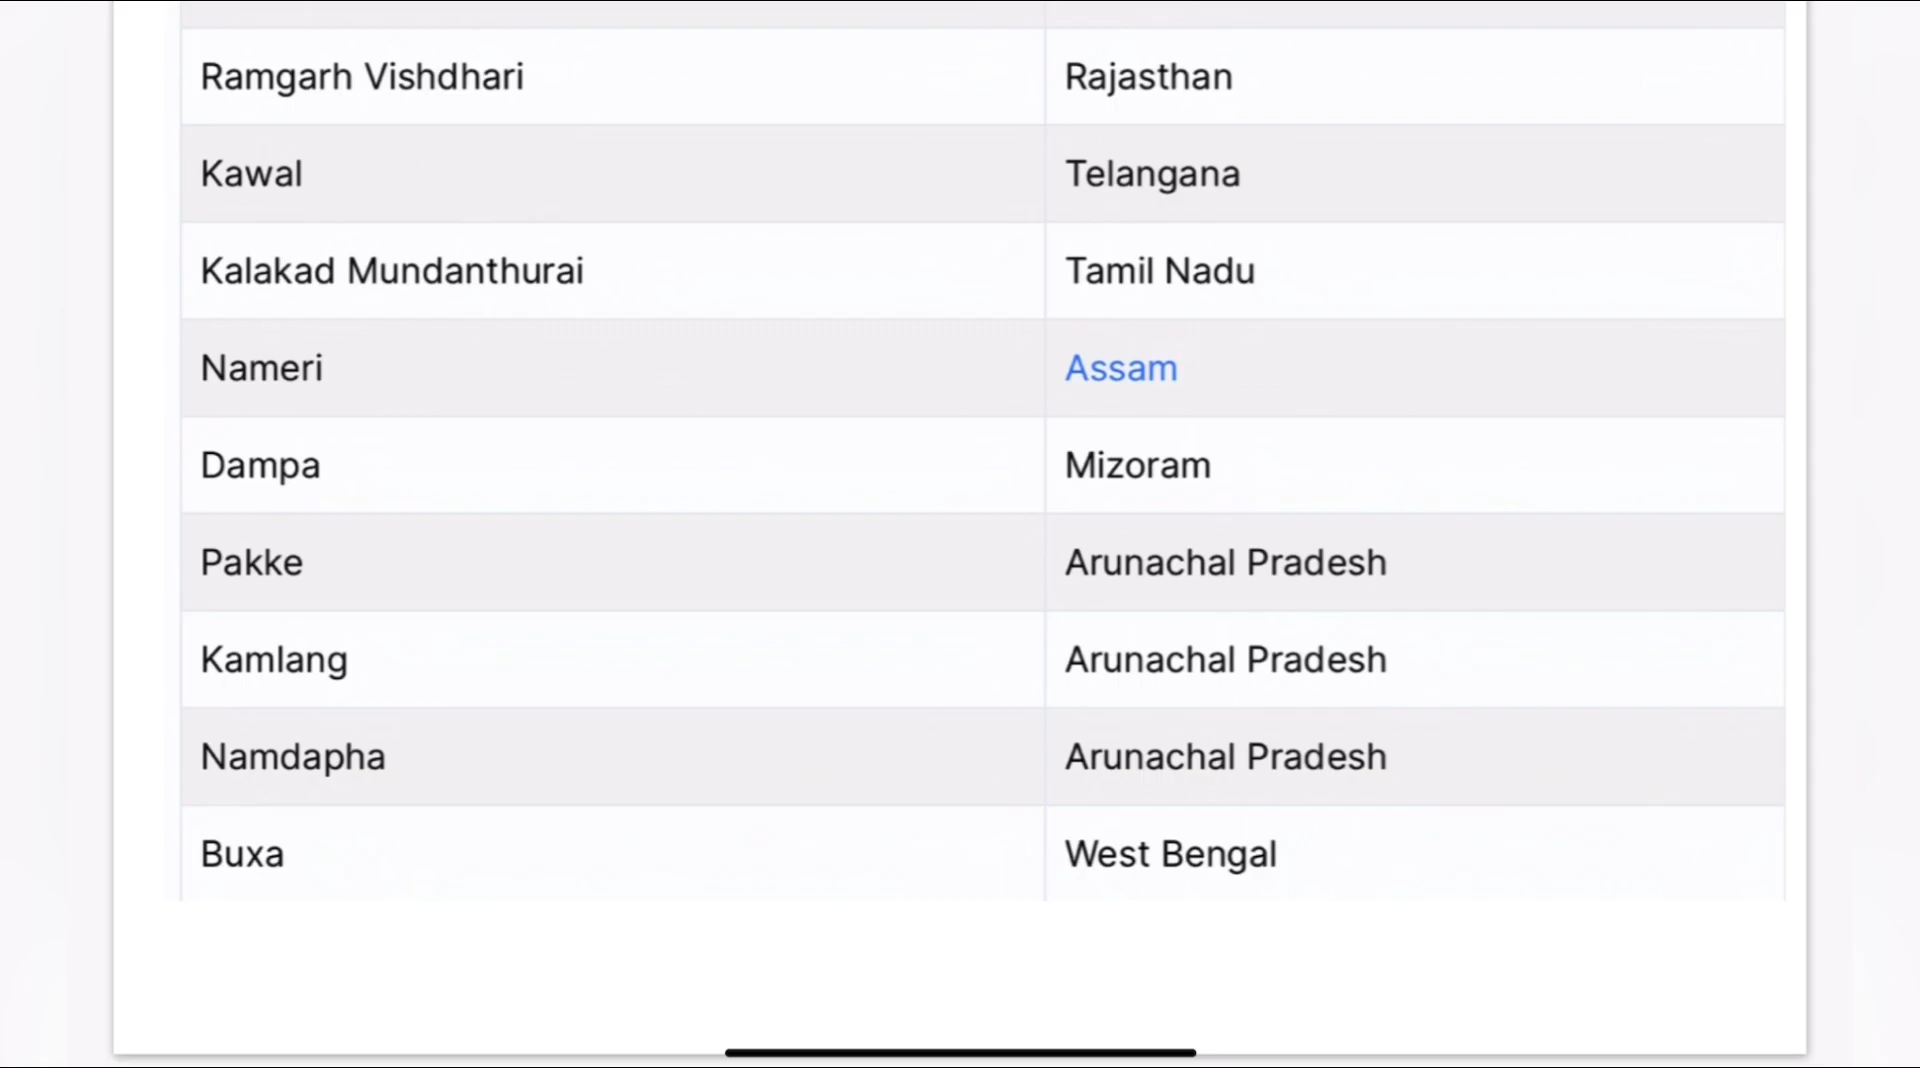 Ramgarh Vishdhari Rajasthan
Kawal Telangana
Kalakad Mundanthurai Tamil Nadu
Nameri Assam
Dampa Mizoram
Pakke Arunachal Pradesh
Kamlang Arunachal Pradesh
Namdapha Arunachal Pradesh
Buxa West Bengal